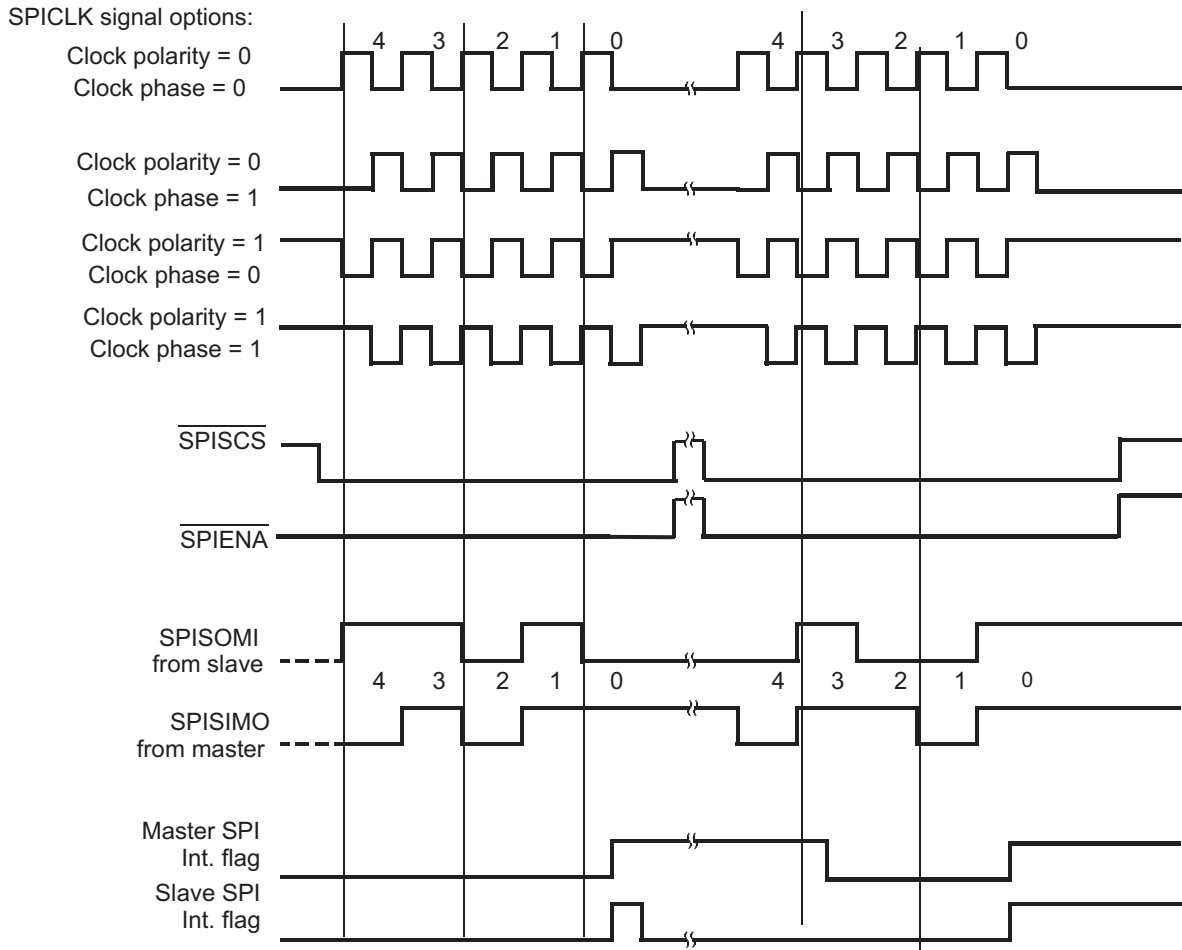 SPICLK signal options:
4 3 2 1 0 4 3 2 1 0
Clock polarity = 0
Clock phase = 0
Clock polarity = 0
Clock phase = 1
Clock polarity = 1
Clock phase = 0
Clock polarity = 1
Clock phase = 1
SPISCS
SPIENA
SPISOMI
from slave
4 3 2 1 0 4 3 2 1 0
SPISIMO
from master
Master SPI
Int. flag
Slave SPI
Int. flag